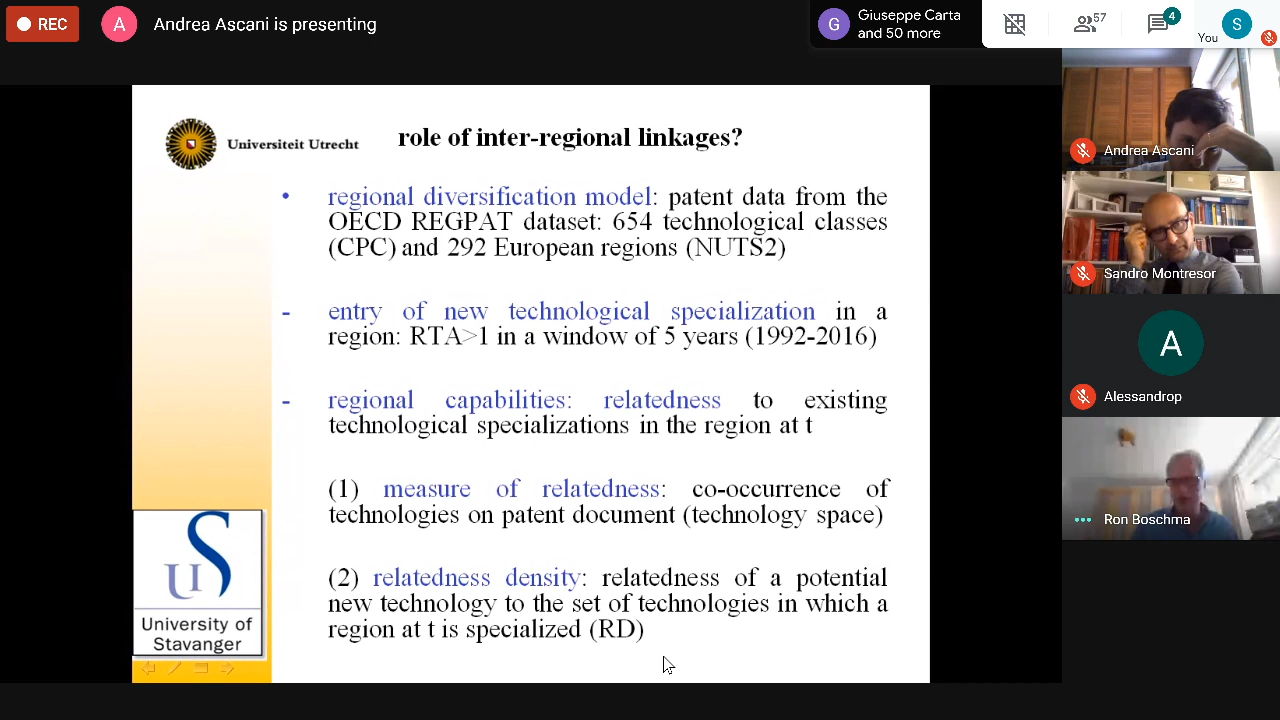 REC
A
Andrea Ascani is presenting
G
Giuseppe Carta
and 50 more
57
4
You
S
Universiteit Utrecht
role of inter-regional linkages?
• regional diversification model: patent data from the
OECD REGPAT dataset: 654 technological classes
(CPC) and 292 European regions (NUTS2)
- entry of new technological specialization in a
region: RTA>1 in a window of 5 years (1992-2016)
- regional capabilities: relatedness to existing
technological specializations in the region at t
(1) measure of relatedness: co-occurrence of
technologies on patent document (technology space)
(2) relatedness density: relatedness of a potential
new technology to the set of technologies in which a
region at t is specialized (RD)
US
University of
Stavanger
Andrea Ascani
Sandro Montresor
A
Alessandrop
Ron Boschma